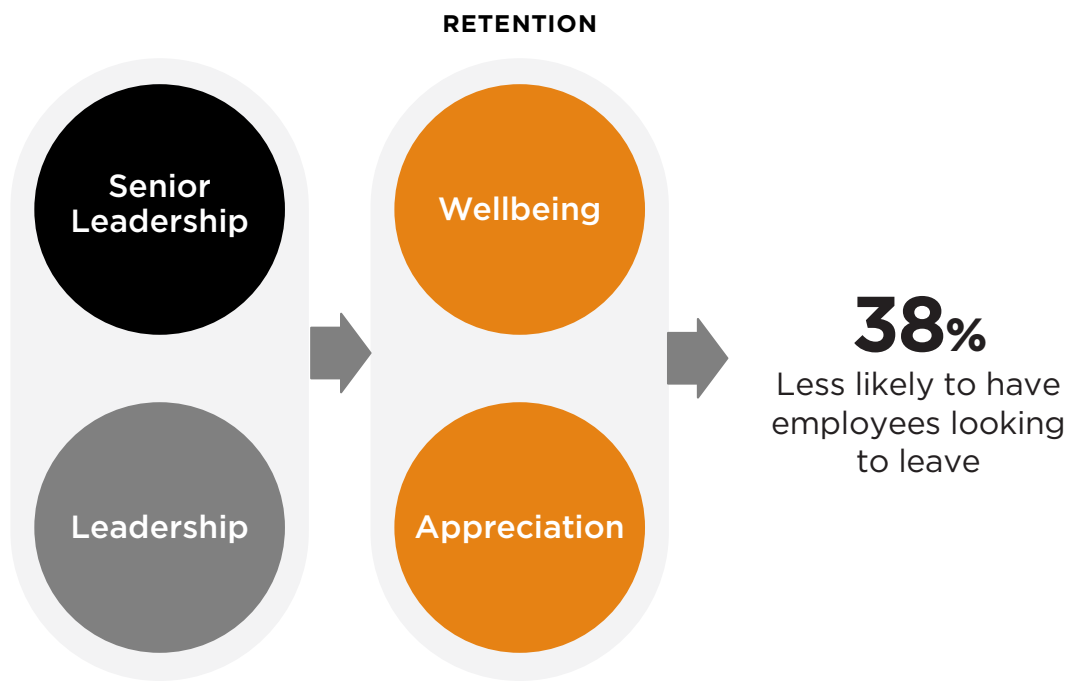 RETENTION
Senior
Leadership
Wellbeing
Leadership
Appreciation
38%
Less likely to have
employees looking
to leave